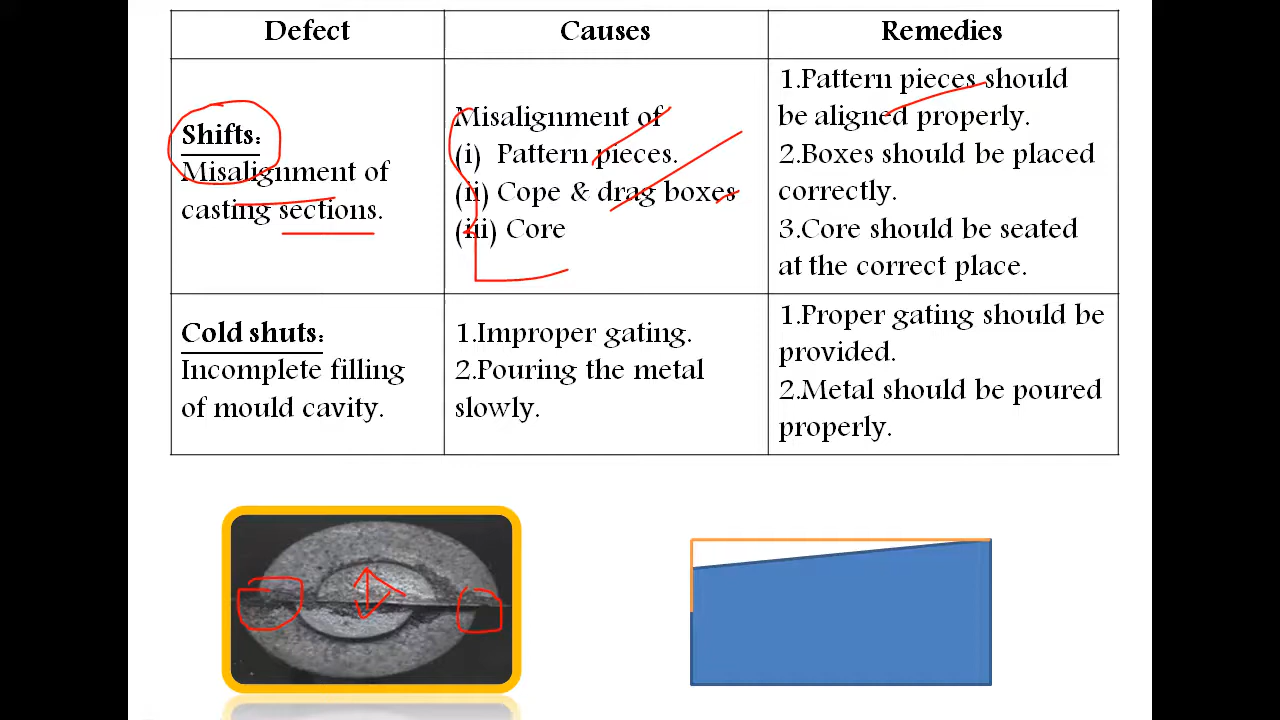 Defect
Causes
Remedies
Shifts:
Misalignment of
casting sections.
Misalignment of
(i) Pattern pieces.
(ii) Cope & drag boxes
(iii) Core
1.Pattern pieces should
be aligned properly.
2.Boxes should be placed
correctly.
3.Core should be seated
at the correct place.
Cold shuts:
Incomplete filling
of mould cavity.
1.Improper gating.
2.Pouring the metal
slowly.
1.Proper gating should be
provided.
2.Metal should be poured
properly.